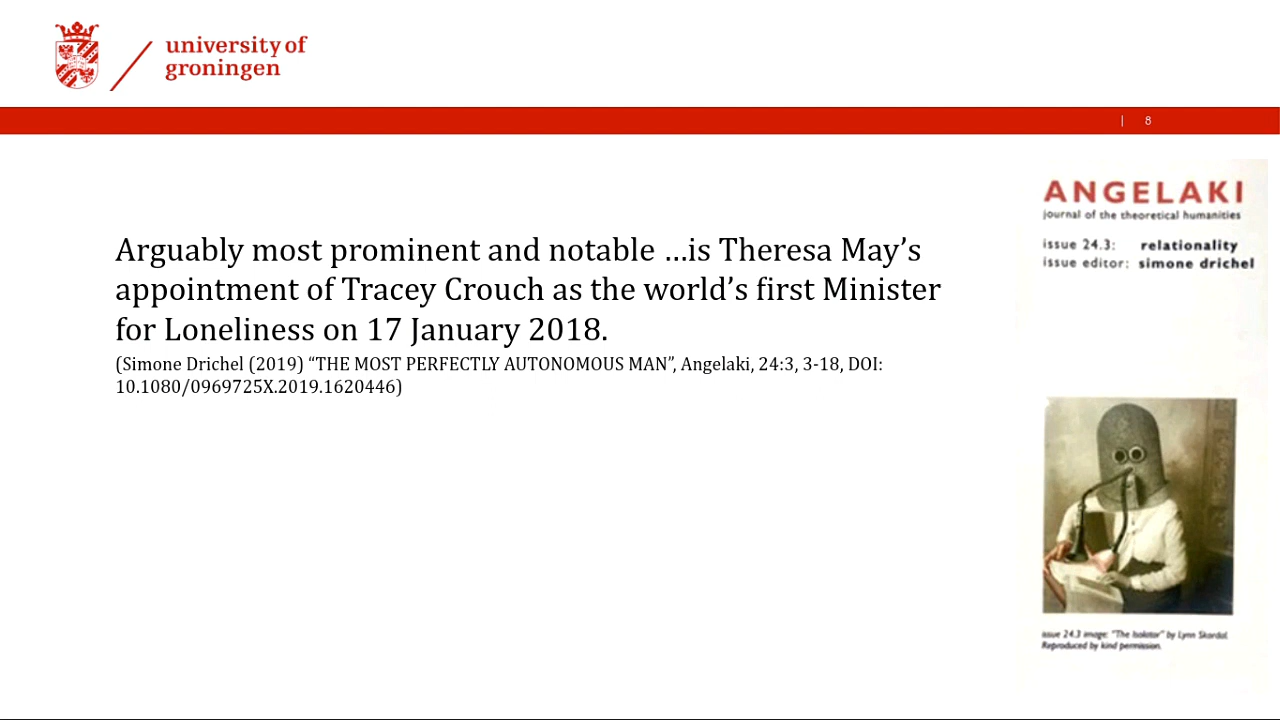 university of
groningen
| 8
Arguably most prominent and notable …is Theresa May’s
appointment of Tracey Crouch as the world’s first Minister
for Loneliness on 17 January 2018.
(Simone Drichel (2019) “THE MOST PERFECTLY AUTONOMOUS MAN”, Angelaki, 24:3, 3-18, DOI:
10.1080/0969725X.2019.1620446)
ANGELAKI
journal of the theoretical humanities
issue 24.3: relationality
issue editor: simone drichel
issue 24.3 image: “The Isolator” by Lynn Skordal.
Reproduced by kind permission.